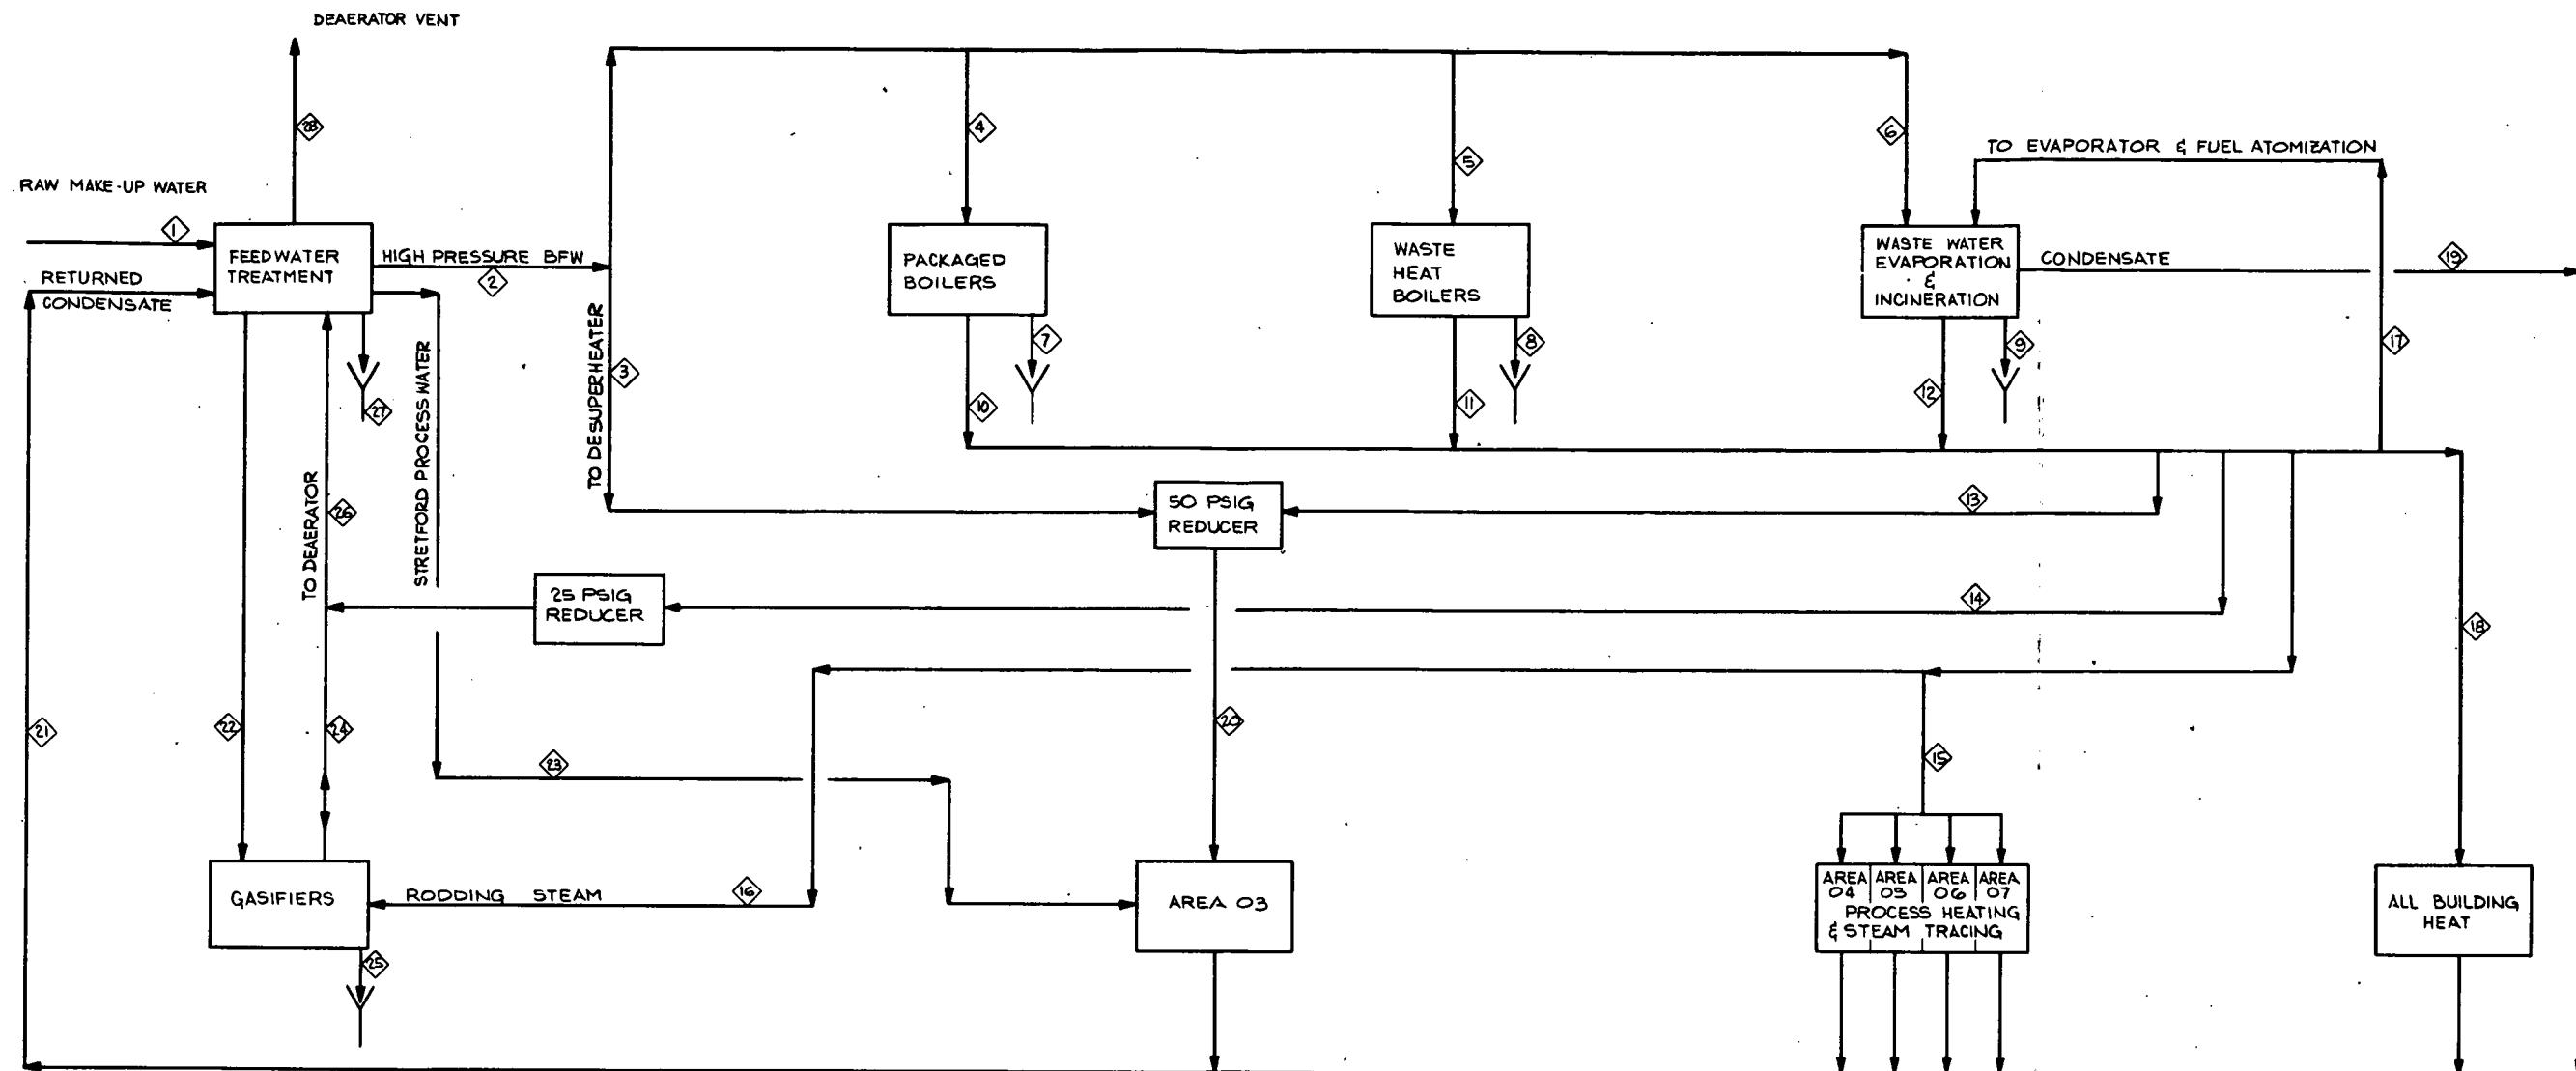 DEAERATOR VENT
28
4
5
6
TO EVAPORATOR & FUEL ATOMIZATION
RAW MAKE-UP WATER
1
FEEDWATER
TREATMENT
HIGH PRESSURE BFW
2
RETURNED
CONDENSATE
PACKAGED
BOILERS
WASTE
HEAT
BOILERS
WASTE WATER
EVAPORATION
&
INCINERATION
CONDENSATE
19
7
8
9
17
3
TO DESUPERHEATER
STRETFORD PROCESS WATER
27
10
11
12
TO DEAERATOR
26
50 PSIG
REDUCER
13
25 PSIG
REDUCER
14
18
21
22
24
23
20
15
GASIFIERS
RODDING STEAM
16
AREA 03
AREA
04
AREA
05
AREA
06
AREA
07
PROCESS HEATING
& STEAM TRACING
ALL BUILDING
HEAT
25